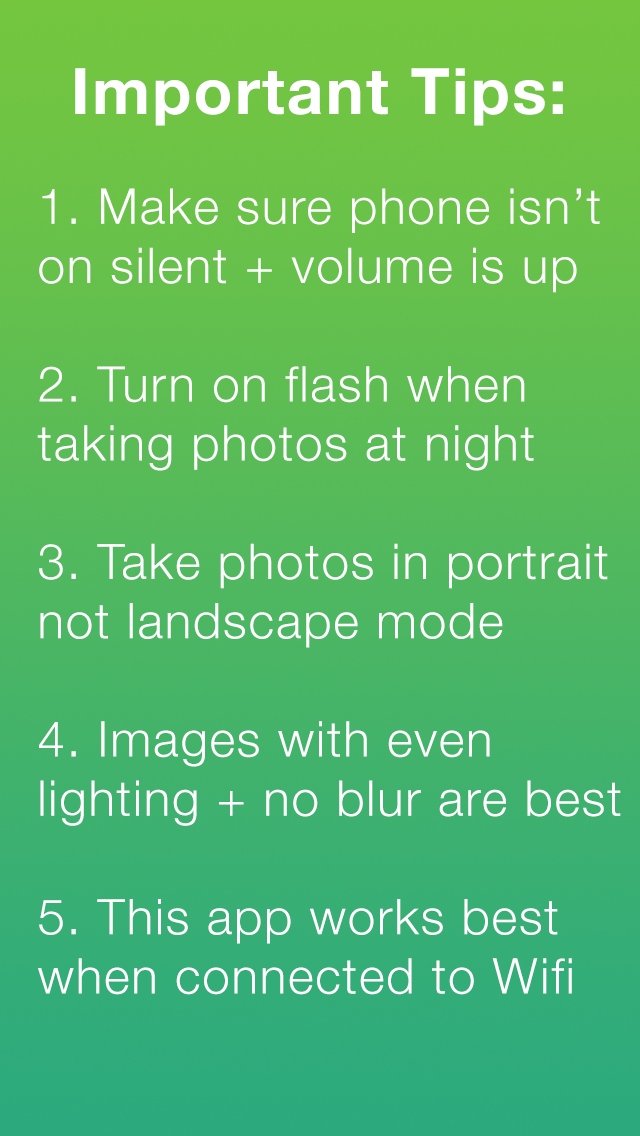 Important Tips:
1. Make sure phone isn’t
on silent + volume is up
2. Turn on flash when
taking photos at night
3. Take photos in portrait
not landscape mode
4. Images with even
lighting + no blur are best
5. This app works best
when connected to Wifi